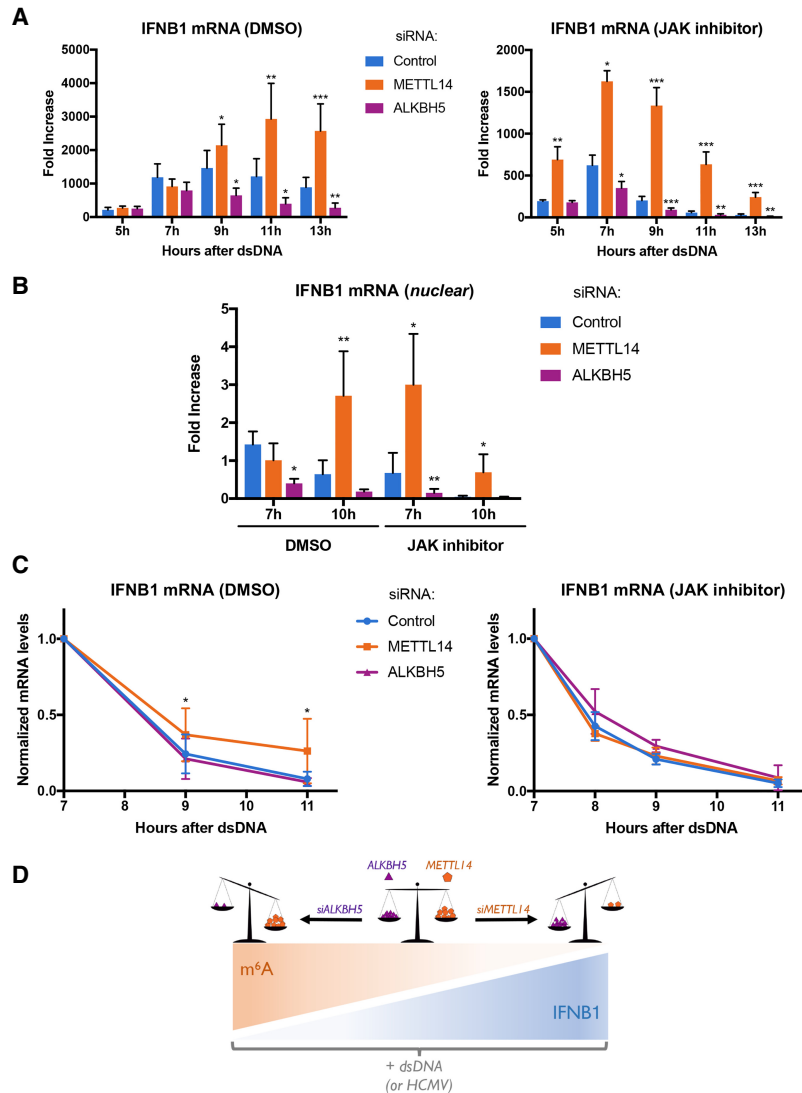 A
IFNB1 mRNA (DMSO)
siRNA:
Control
METTL14
ALKBH5
IFNB1 mRNA (JAK inhibitor)
Fold Increase
5000
4000
3000
2000
1000
0
* * ** * *** **
5h 7h 9h 11h 13h
Hours after dsDNA
Fold Increase
2000
1500
1000
500
0
** * * *** *** *** ** *** **
5h 7h 9h 11h 13h
Hours after dsDNA
B
IFNB1 mRNA (nuclear)
siRNA:
Control
METTL14
ALKBH5
Fold Increase
5
4
3
2
1
0
* ** * ** *
7h 10h 7h 10h
DMSO JAK inhibitor
C
IFNB1 mRNA (DMSO)
siRNA:
Control
METTL14
ALKBH5
IFNB1 mRNA (JAK inhibitor)
Normalized mRNA levels
1.0
0.5
0.0
* *
7 8 9 10 11
Hours after dsDNA
Normalized mRNA levels
1.0
0.5
0.0
7 8 9 10 11
Hours after dsDNA
D
ALKBH5 METTL14
siALKBH5 siMETTL14
m⁶A
IFNB1
+ dsDNA
(or HCMV)